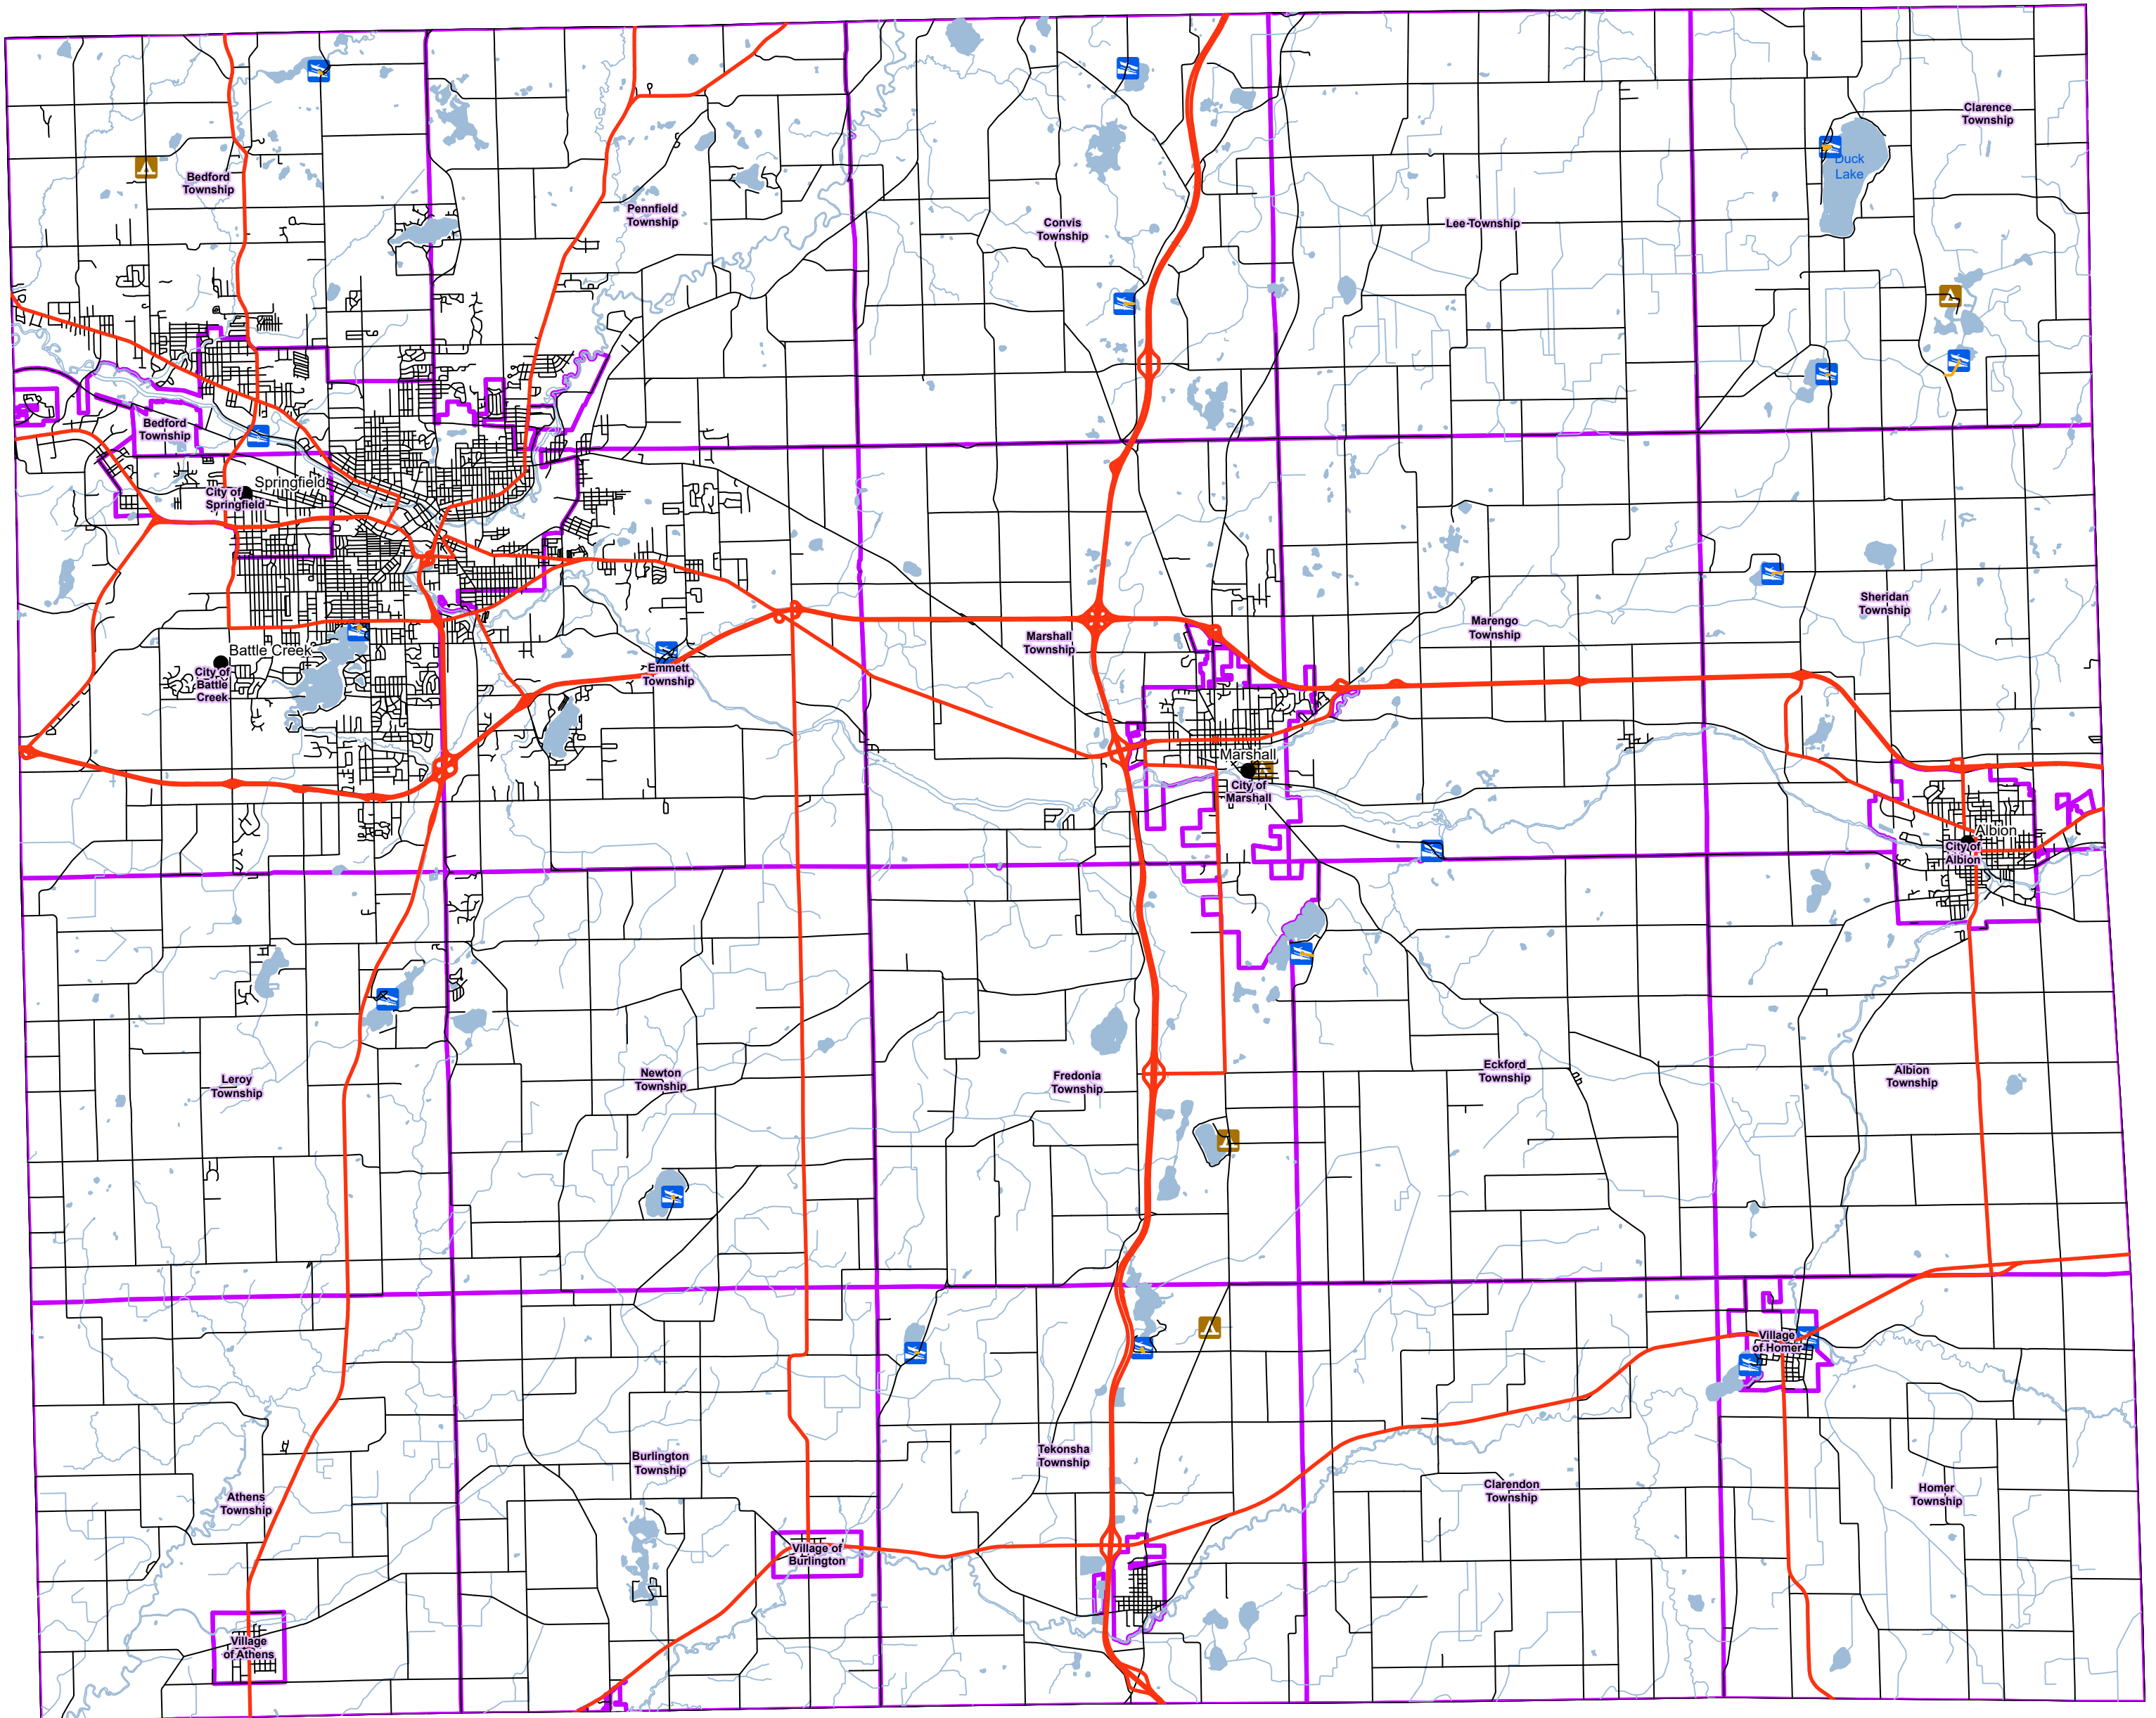 Clarence
Township
Duck
Lake
Bedford
Township
Pennfield
Township
Convis
Township
Lee Township
Bedford
Township
Springfield
City of
Springfield
Sheridan
Township
Marengo
Township
Marshall
Township
Battle Creek
City of
Battle
Creek
Emmett
Township
Marshall
City of
Marshall
Albion
City of
Albion
Leroy
Township
Newton
Township
Fredonia
Township
Eckford
Township
Albion
Township
Village
of Homer
Athens
Township
Burlington
Township
Tekonsha
Township
Clarendon
Township
Homer
Township
Village of
Burlington
Village
of Athens